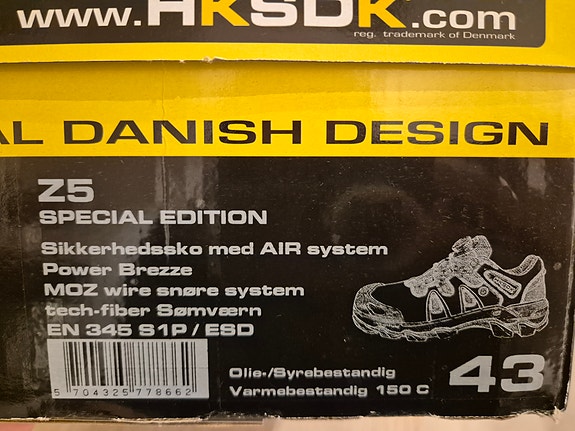 www.HKSDK.com
reg. trademark of Denmark
AL DANISH DESIGN
Z5
SPECIAL EDITION
Sikkerhedssko med AIR system
Power Brezze
MOZ wire snøre system
tech-fiber Sømværn
EN 345 S1P / ESD
5 704325 778662
Olie-/Syrebestandig
Varmebestandig 150 C
43